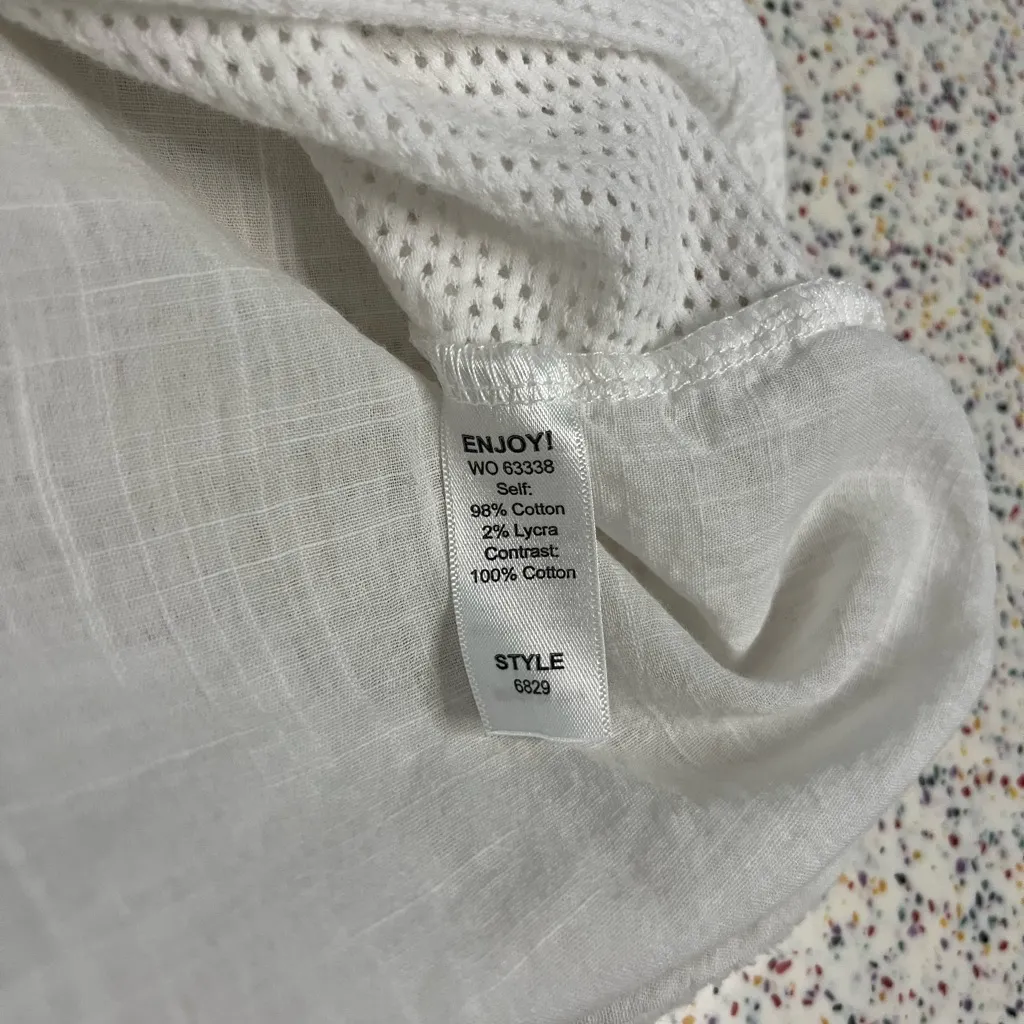 ENJOY!
WO 63338
Self:
98% Cotton
2% Lycra
Contrast:
100% Cotton
STYLE
6829